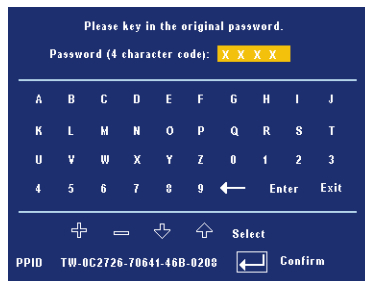 Please key in the original password.
Password (4 character code): X X X X
A B C D E F G H I J
K L M N O P Q R S T
U V W X Y Z 0 1 2 3
4 5 6 7 8 9 ← Enter Exit
Select
PPID TW-0C2726-70641-46B-0208 Confirm